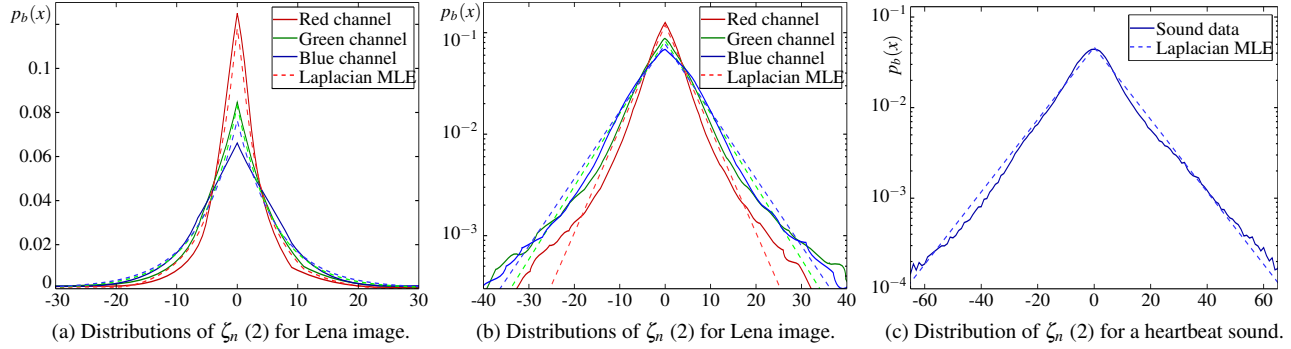 p_b(x)
Red channel
Green channel
Blue channel
Laplacian MLE
0.1
0.08
0.06
0.04
0.02
0
-30 -20 -10 0 10 20 30
(a) Distributions of ζ_n (2) for Lena image.
p_b(x)
Red channel
Green channel
Blue channel
Laplacian MLE
10^{-1}
10^{-2}
10^{-3}
-40 -30 -20 -10 0 10 20 30 40
(b) Distributions of ζ_n (2) for Lena image.
p_b(x)
Sound data
Laplacian MLE
10^{-1}
10^{-2}
10^{-3}
10^{-4}
-60 -40 -20 0 20 40 60
(c) Distribution of ζ_n (2) for a heartbeat sound.